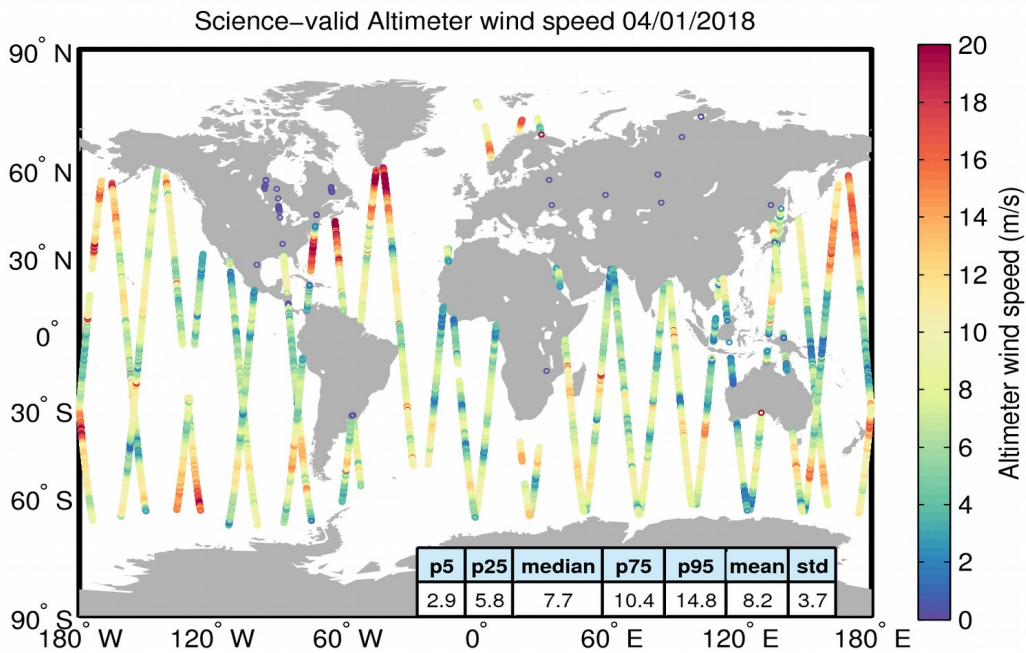 Science−valid Altimeter wind speed 04/01/2018
90° N
60° N
30° N
0°
30° S
60° S
90° S
180° W
120° W
60° W
0°
60° E
120° E
180° E
p5 p25 median p75 p95 mean std
2.9 5.8 7.7 10.4 14.8 8.2 3.7
20
18
16
14
12
10
8
6
4
2
0
Altimeter wind speed (m/s)